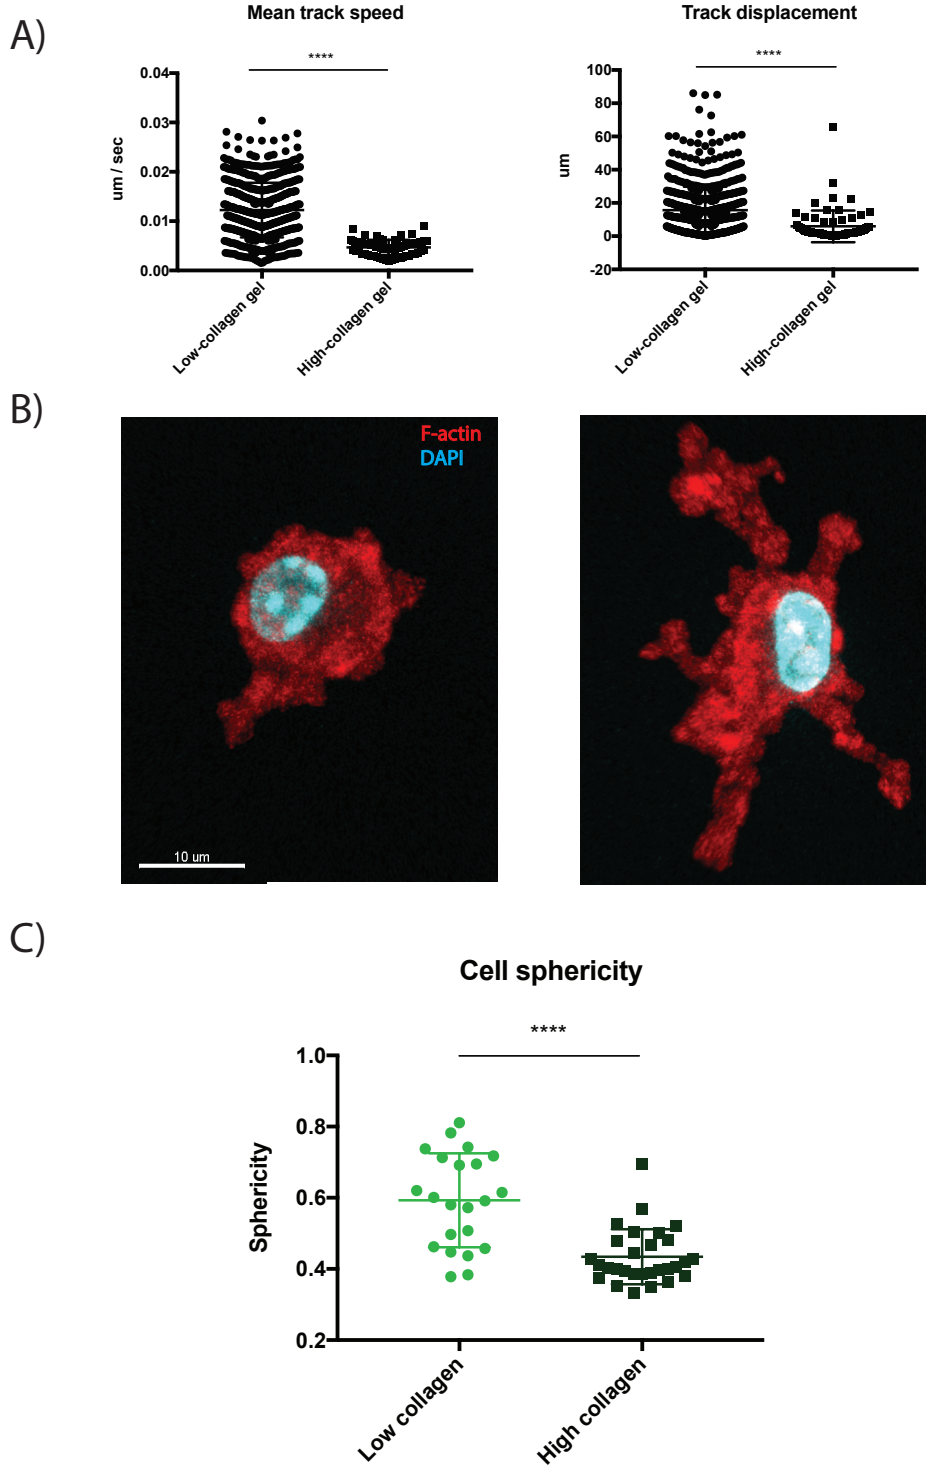 A)
Mean track speed
****
um / sec
0.04
0.03
0.02
0.01
0.00
Low-collagen gel
High-collagen gel
Track displacement
****
um
100
80
60
40
20
0
-20
Low-collagen gel
High-collagen gel
B)
F-actin
DAPI
10 um
C)
Cell sphericity
****
Sphericity
1.0
0.8
0.6
0.4
0.2
Low collagen
High collagen